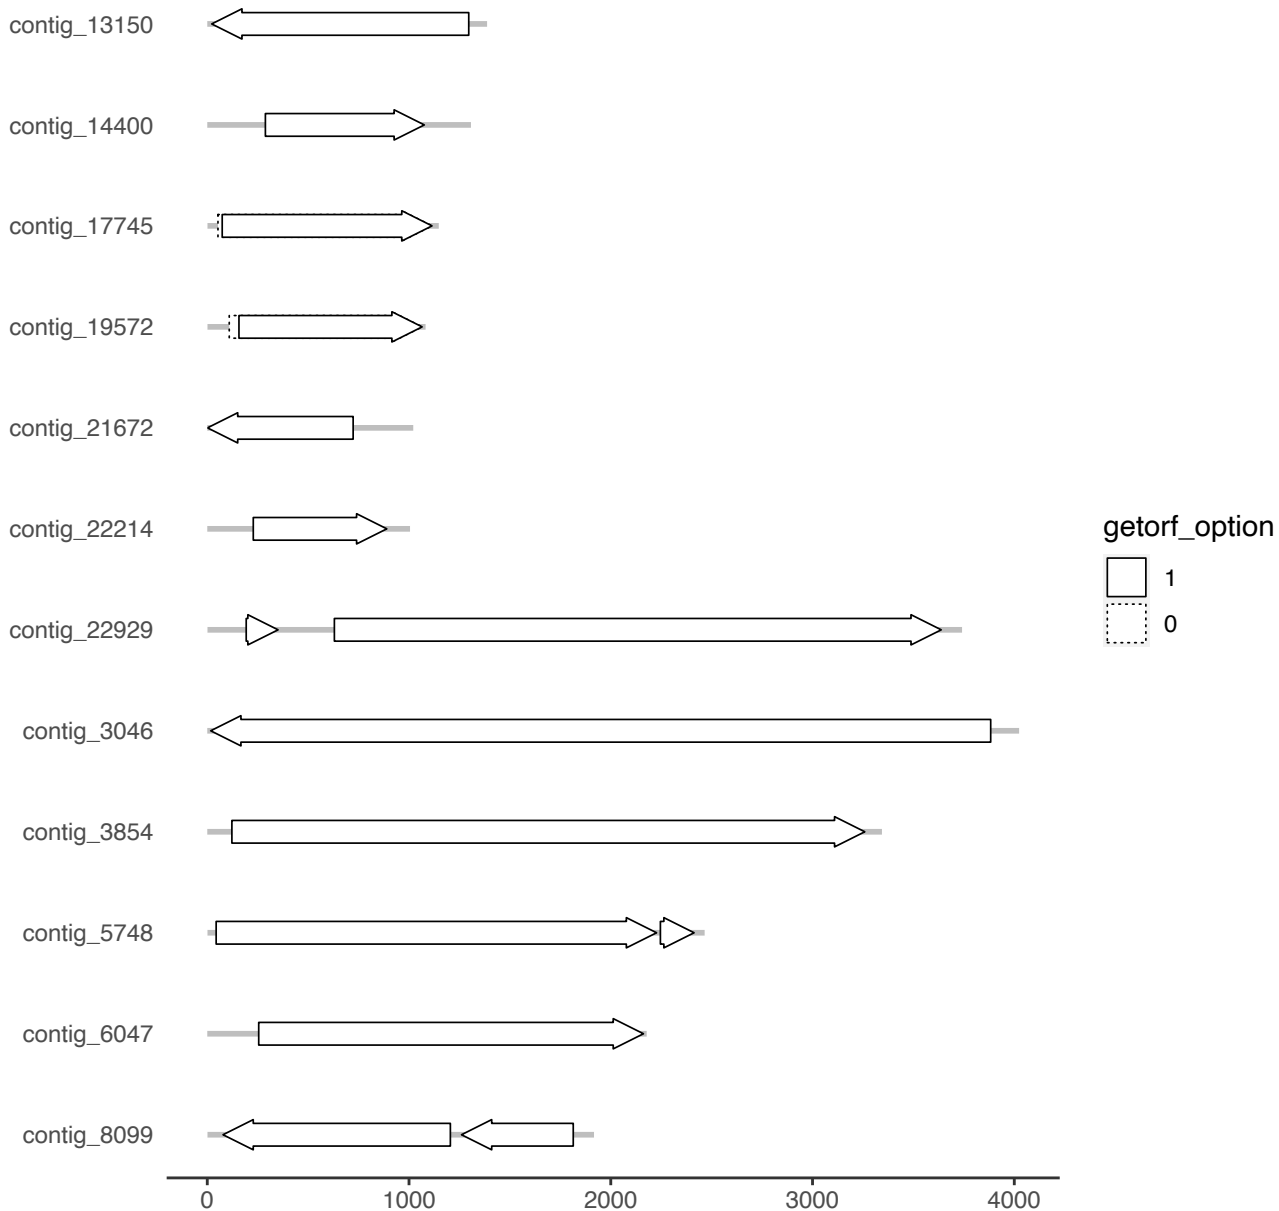 contig_13150
contig_14400
contig_17745
contig_19572
contig_21672
contig_22214
contig_22929
contig_3046
contig_3854
contig_5748
contig_6047
contig_8099
0 1000 2000 3000 4000
getorf_option
1
0